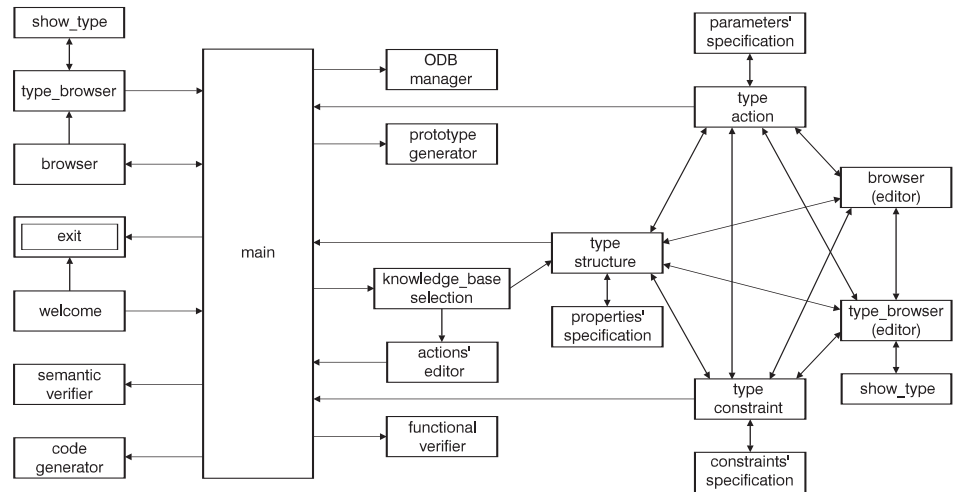 show_type
type_browser
browser
exit
welcome
semantic
verifier
code
generator
main
ODB
manager
prototype
generator
knowledge_base
selection
actions'
editor
functional
verifier
type
structure
properties'
specification
parameters'
specification
type
action
browser
(editor)
type_browser
(editor)
show_type
type
constraint
constraints'
specification